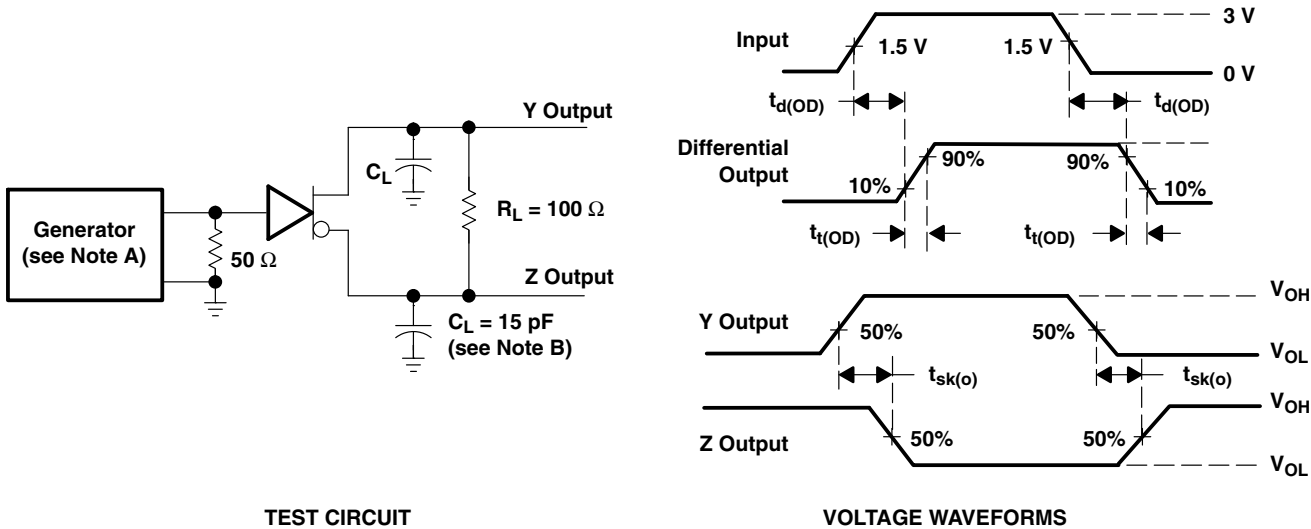 Y Output
C_L
R_L = 100 Ω
Generator
(see Note A)
50 Ω
Z Output
C_L = 15 pF
(see Note B)
TEST CIRCUIT
3 V
Input
1.5 V
1.5 V
0 V
t_d(OD)
t_d(OD)
Differential
Output
90%
90%
10%
10%
t_t(OD)
t_t(OD)
V_OH
Y Output
50%
50%
V_OL
t_sk(o)
t_sk(o)
V_OH
Z Output
50%
50%
V_OL
VOLTAGE WAVEFORMS